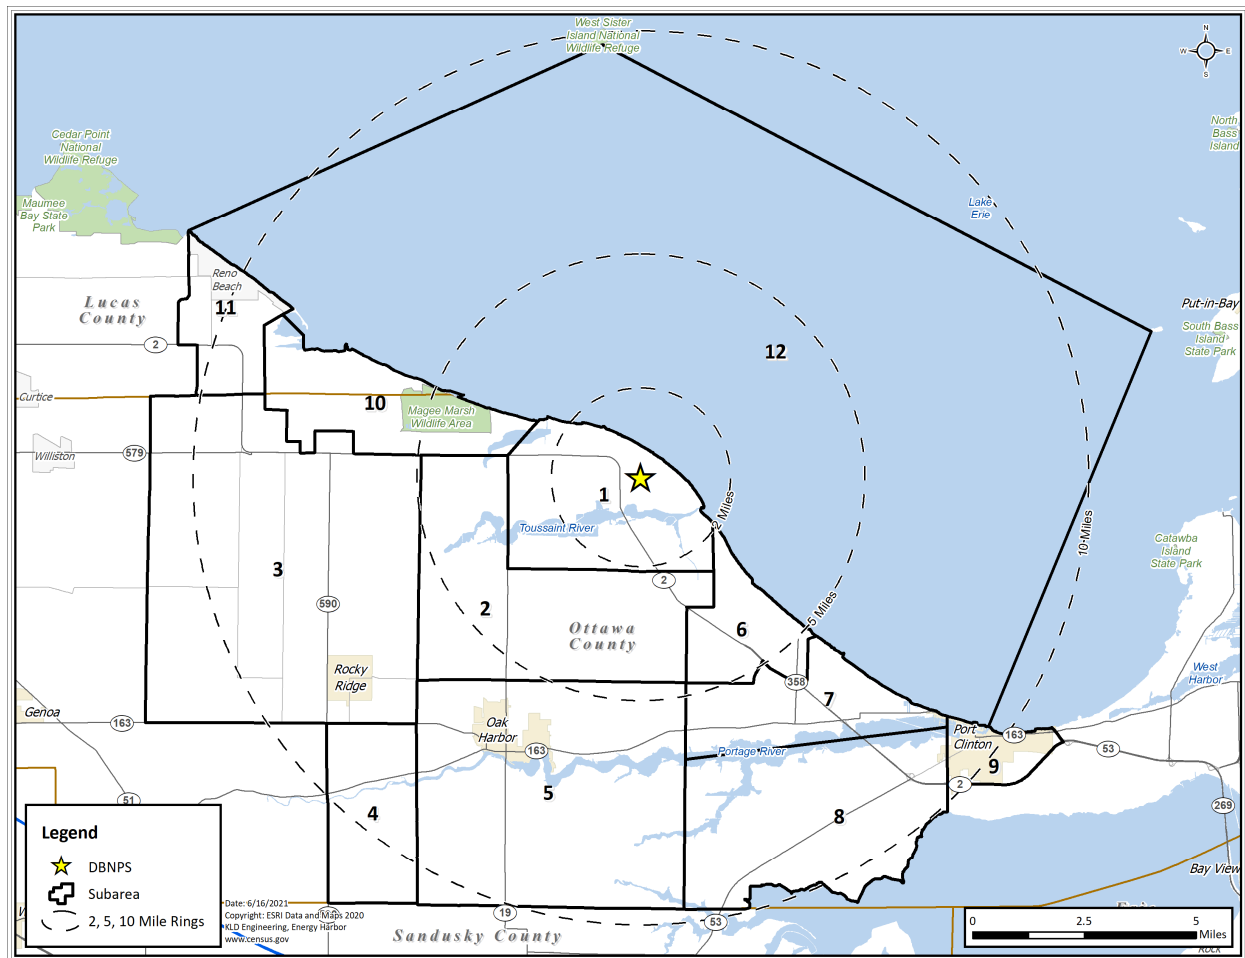 West Sister
Island National
Wildlife Refuge
N
W
E
S
North
Bass
Island
Cedar Point
National
Wildlife Refuge
Maumee
Bay State
Park
Lake
Erie
Reno
Beach
Lucas
County
11
Put-in-Bay
South Bass
Island
State Park
2
12
Curtice
10
Magee Marsh
Wildlife Area
579
Williston
1
2 Miles
Toussaint River
10 Miles
Catawba
Island
State Park
3
2
590
2
5 Miles
6
Ottawa
County
Rocky
Ridge
358
7
West
Harbor
Genoa
163
Oak
Harbor
163
Port
Clinton
163
53
Portage River
9
2
5
51
4
8
269
Legend
DBNPS
Subarea
2, 5, 10 Mile Rings
Bay View
Date: 6/16/2021
Copyright: ESRI Data and Maps 2020
KLD Engineering, Energy Harbor
www.census.gov
19
53
Sandusky County
0
2.5
5
Miles